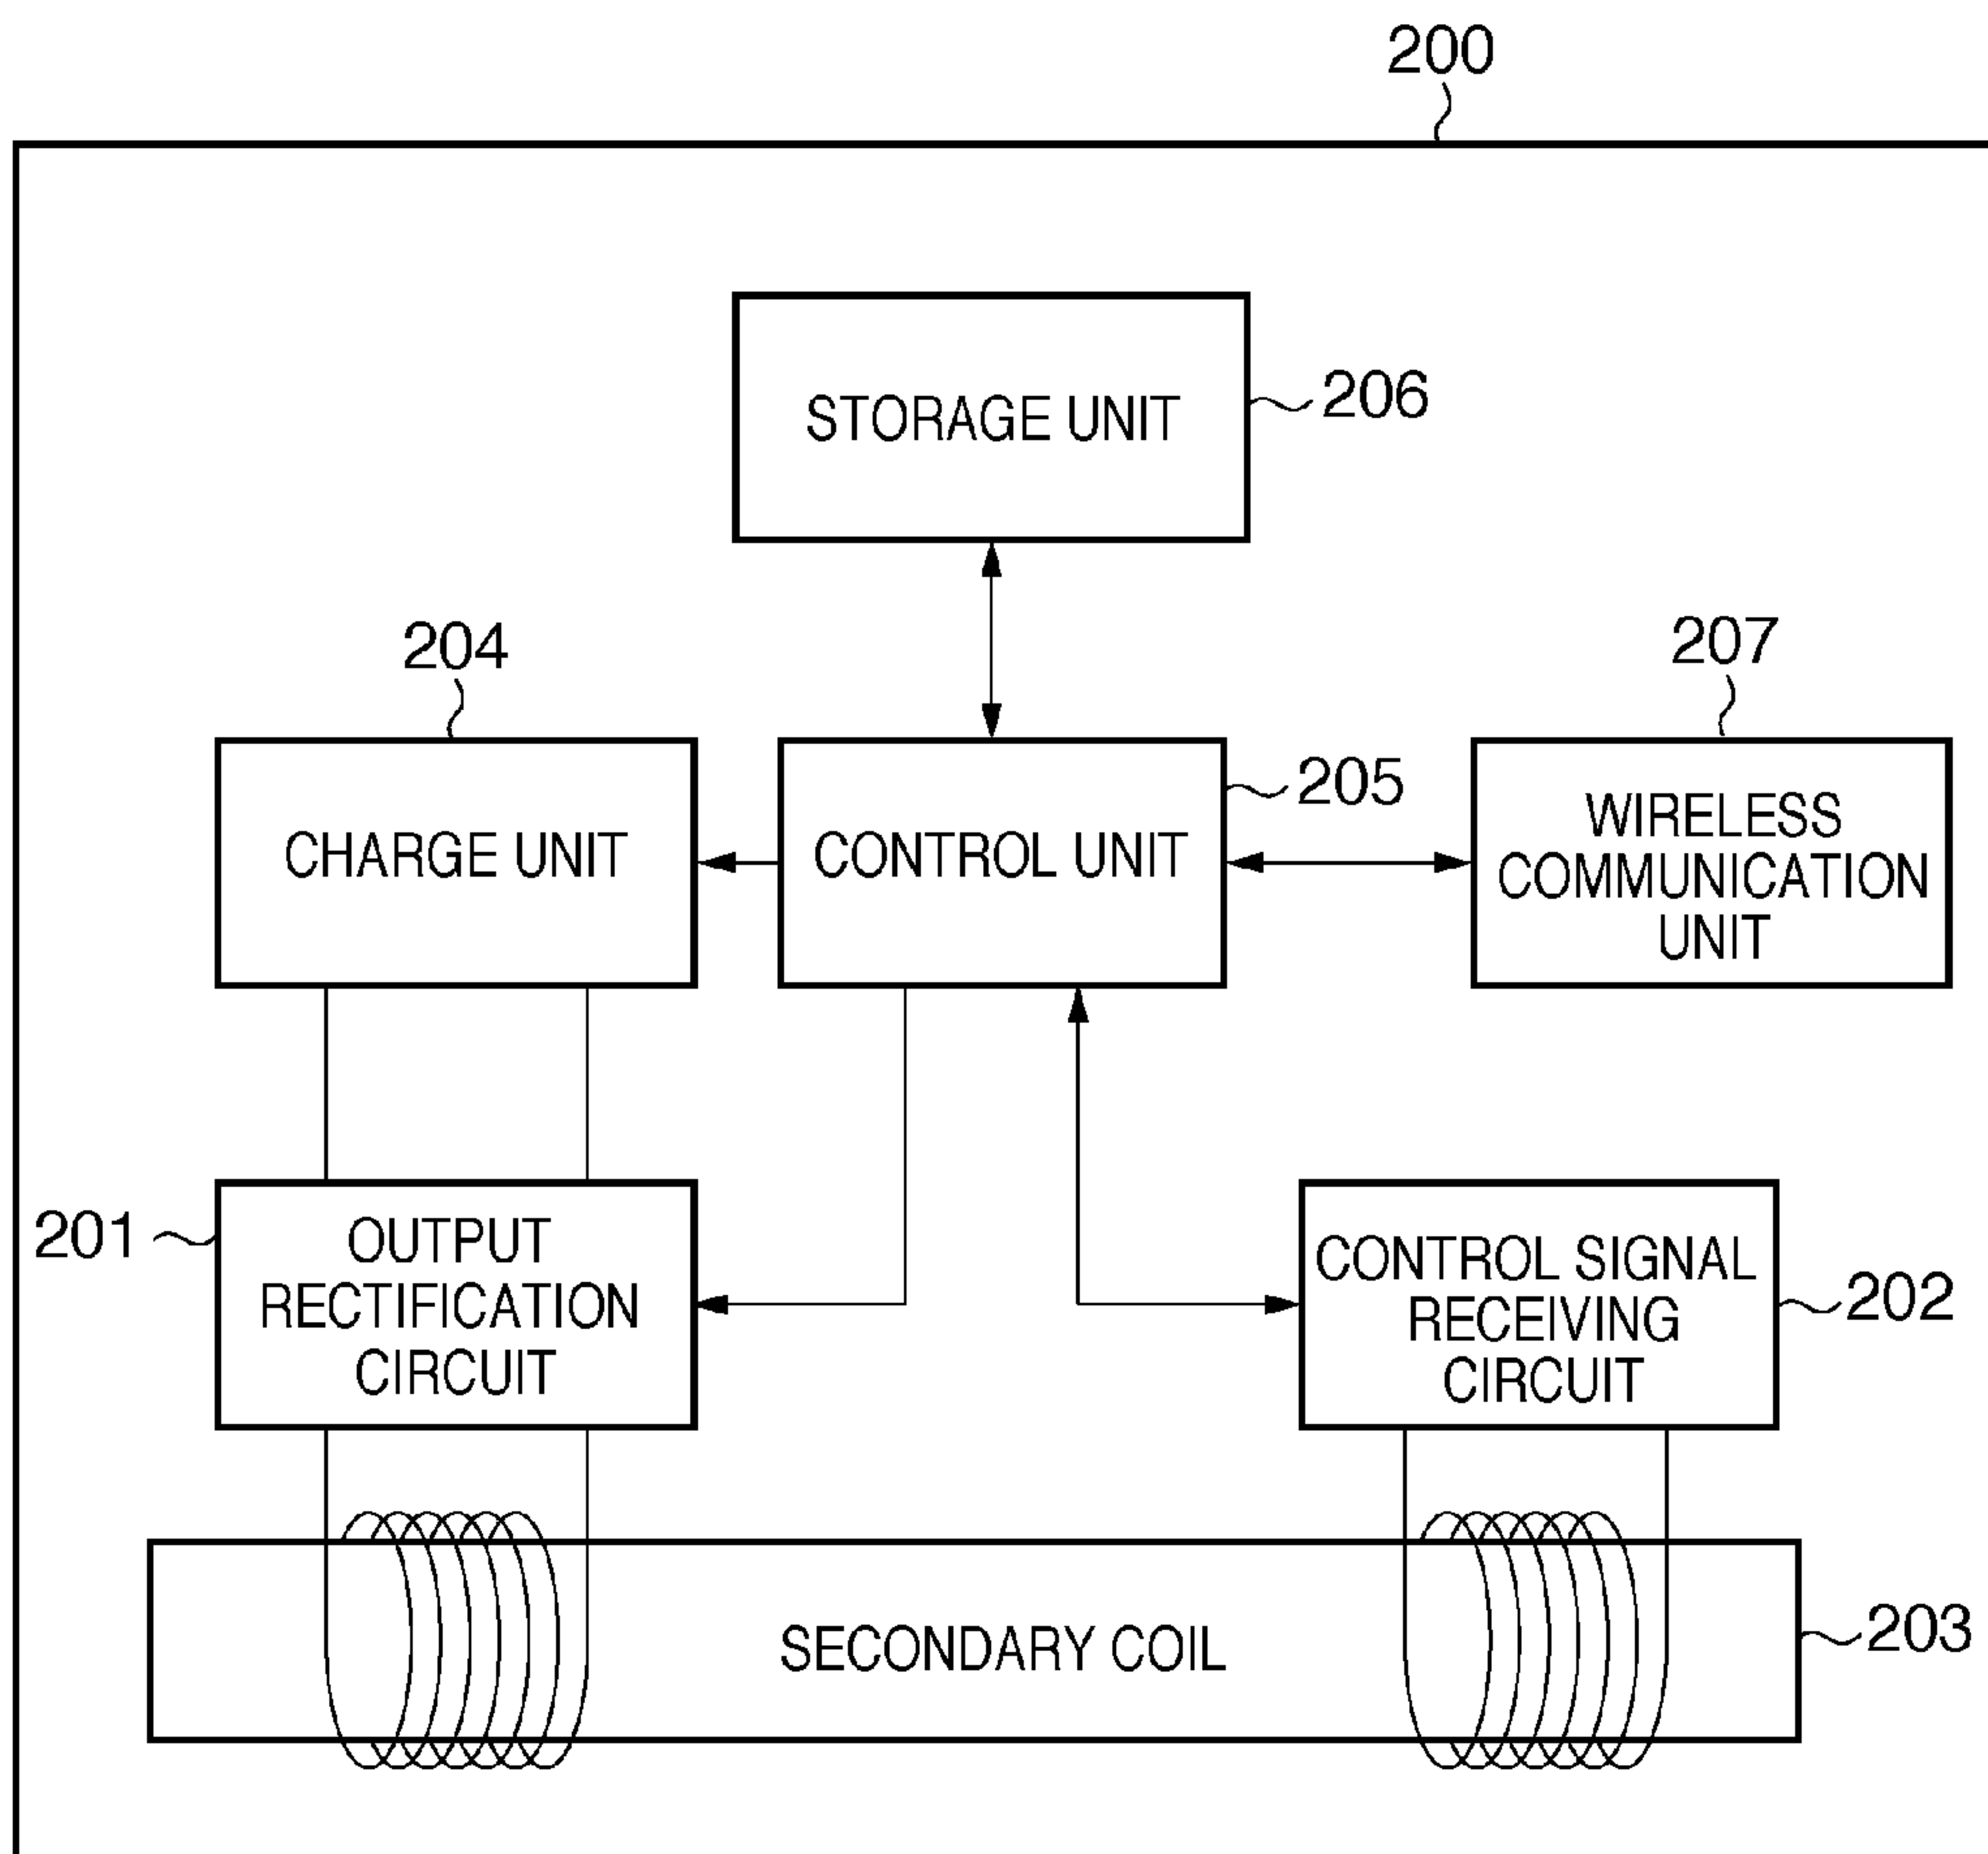 200
STORAGE UNIT
206
204
207
CHARGE UNIT
CONTROL UNIT
205
WIRELESS
COMMUNICATION
UNIT
201
OUTPUT
RECTIFICATION
CIRCUIT
CONTROL SIGNAL
RECEIVING
CIRCUIT
202
SECONDARY COIL
203